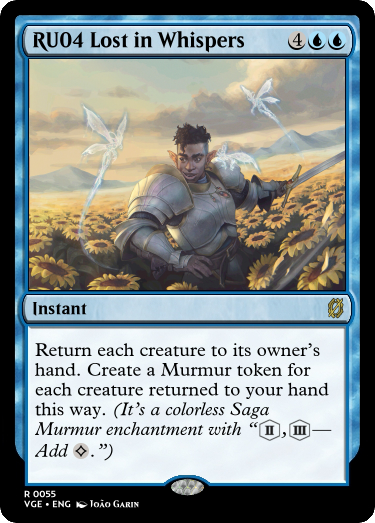 RU04 Lost in Whispers 4
Instant
Return each creature to its owner's
hand. Create a Murmur token for
each creature returned to your hand
this way. (It's a colorless Saga
Murmur enchantment with “II, III—
Add .”)
R 0055
VGE • ENG João Garin